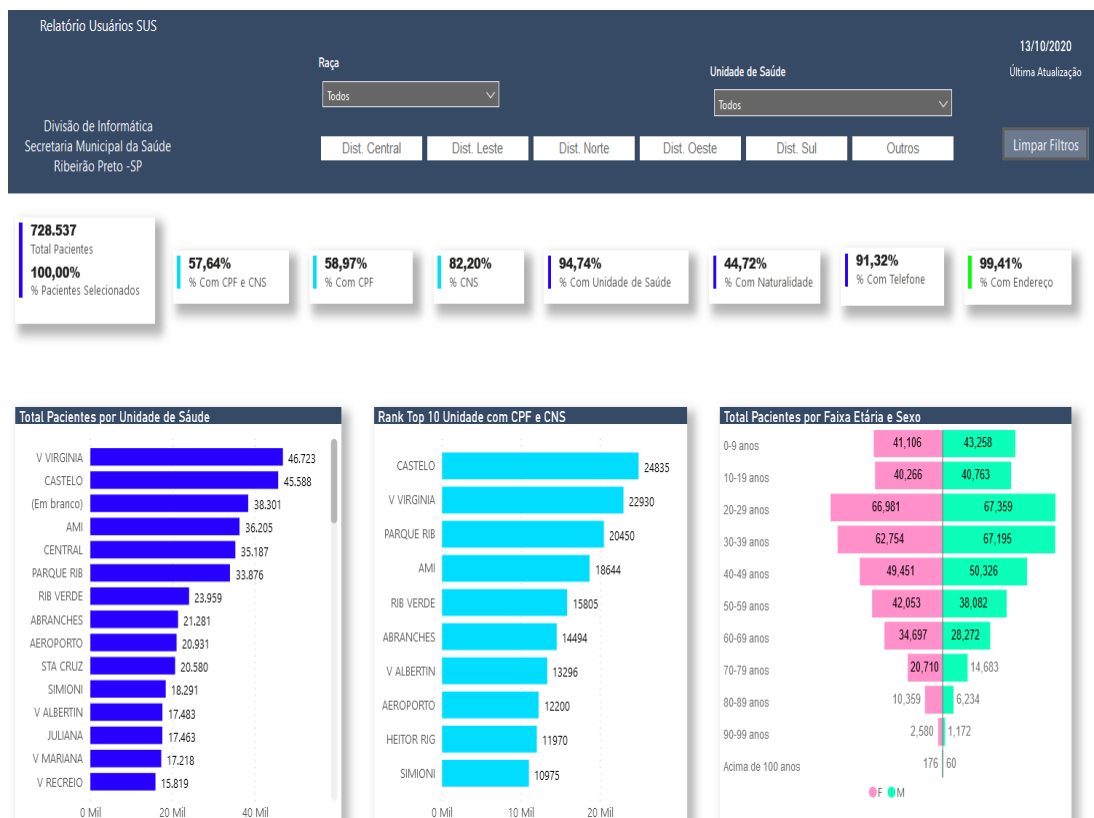 Relatório Usuários SUS
Divisão de Informática
Secretaria Municipal da Saúde
Ribeirão Preto -SP
Raça
Todos
Unidade de Saúde
Todos
Dist. Central
Dist. Leste
Dist. Norte
Dist. Oeste
Dist. Sul
Outros
13/10/2020
Última Atualização
Limpar Filtros
728.537
Total Pacientes
100,00%
% Pacientes Selecionados
57,64%
% Com CPF e CNS
58,97%
% Com CPF
82,20%
% CNS
94,74%
% Com Unidade de Saúde
44,72%
% Com Naturalidade
91,32%
% Com Telefone
99,41%
% Com Endereço
Total Pacientes por Unidade de Sáude
V VIRGINIA 46.723
CASTELO 45.588
(Em branco) 38.301
AMI 36.205
CENTRAL 35.187
PARQUE RIB 33.876
RIB VERDE 23.959
ABRANCHES 21.281
AEROPORTO 20.931
STA CRUZ 20.580
SIMIONI 18.291
V ALBERTIN 17.483
JULIANA 17.463
V MARIANA 17.218
V RECREIO 15.819
0 Mil 20 Mil 40 Mil
Rank Top 10 Unidade com CPF e CNS
CASTELO 24835
V VIRGINIA 22930
PARQUE RIB 20450
AMI 18644
RIB VERDE 15805
ABRANCHES 14494
V ALBERTIN 13296
AEROPORTO 12200
HEITOR RIG 11970
SIMIONI 10975
0 Mil 10 Mil 20 Mil
Total Pacientes por Faixa Etária e Sexo
0-9 anos 41,106 43,258
10-19 anos 40,266 40,763
20-29 anos 66,981 67,359
30-39 anos 62,754 67,195
40-49 anos 49,451 50,326
50-59 anos 42,053 38,082
60-69 anos 34,697 28,272
70-79 anos 20,710 14,683
80-89 anos 10,359 6,234
90-99 anos 2,580 1,172
Acima de 100 anos 176 60
F M